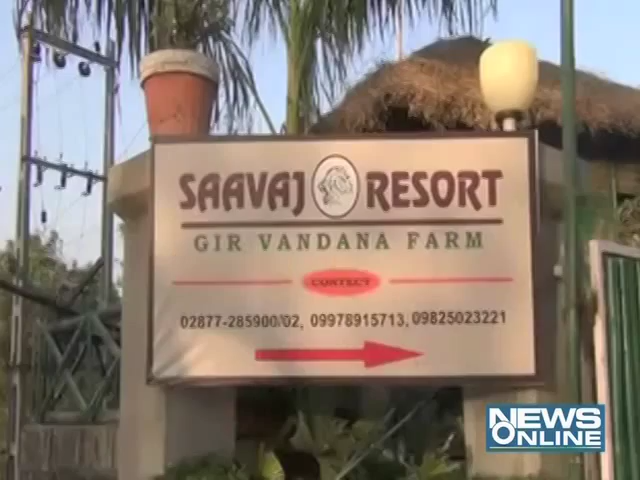 SAAVAJ RESORT
GIR VANDANA FARM
CONTECT
02877-285900/02, 09978915713, 09825023221
NEWS
ONLINE